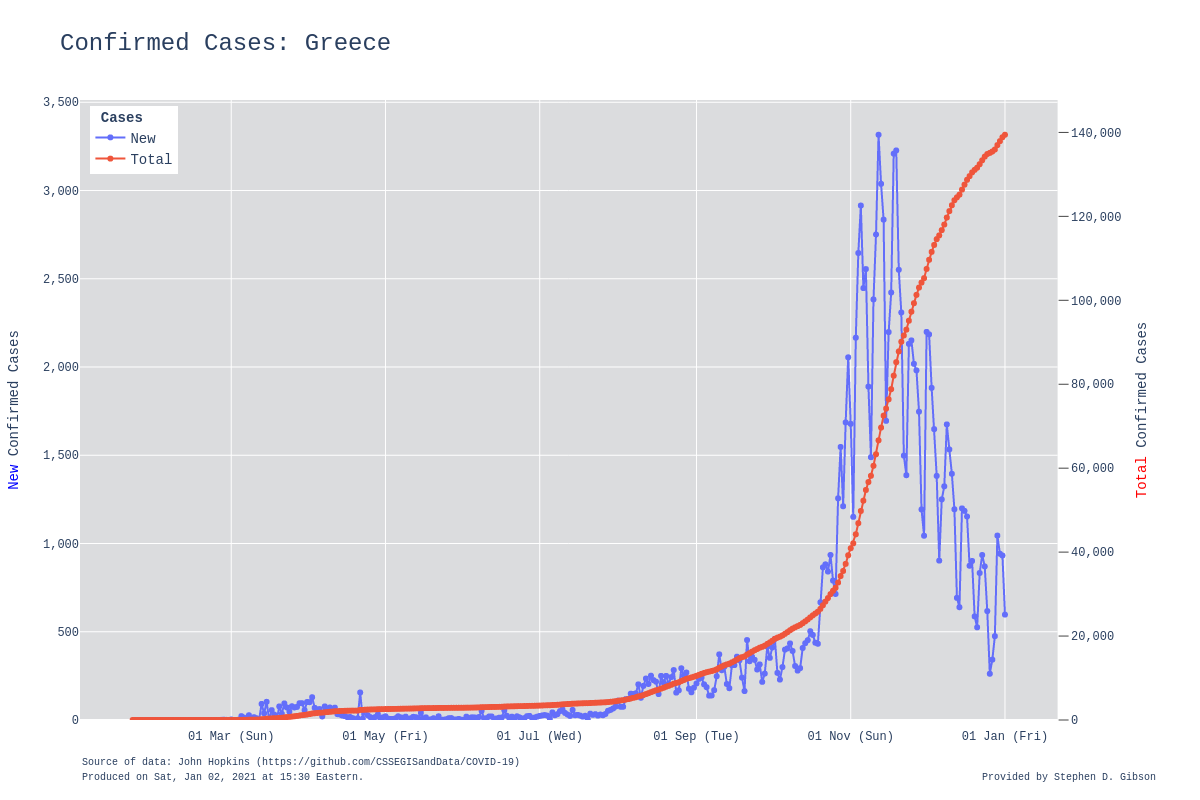 Confirmed Cases: Greece
Cases
New
Total
3,500
3,000
2,500
2,000
1,500
1,000
500
0
New Confirmed Cases
140,000
120,000
100,000
80,000
60,000
40,000
20,000
0
Total Confirmed Cases
01 Mar (Sun) 01 May (Fri) 01 Jul (Wed) 01 Sep (Tue) 01 Nov (Sun) 01 Jan (Fri)
Source of data: John Hopkins (https://github.com/CSSEGISandData/COVID-19)
Produced on Sat, Jan 02, 2021 at 15:30 Eastern.
Provided by Stephen D. Gibson